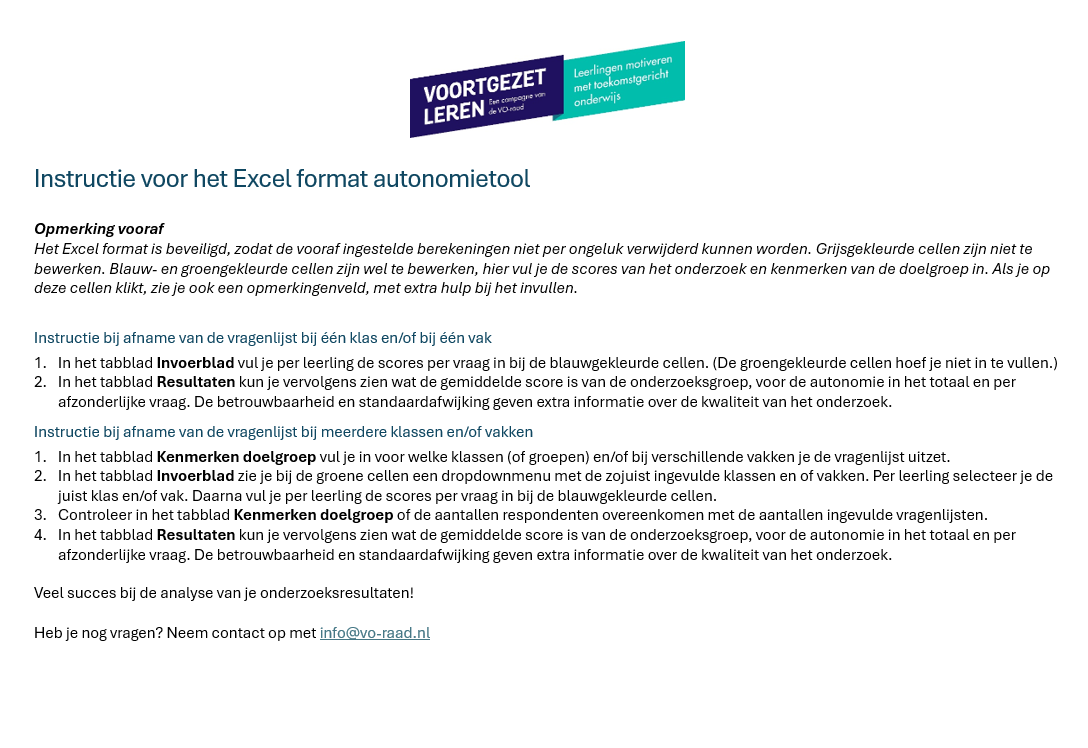 VOORTGEZET
LEREN Een campagne van
de VO-raad
Leerlingen motiveren
met toekomstgericht
onderwijs
Instructie voor het Excel format autonomietool
Opmerking vooraf
Het Excel format is beveiligd, zodat de vooraf ingestelde berekeningen niet per ongeluk verwijderd kunnen worden. Grijsgekleurde cellen zijn niet te
bewerken. Blauw- en groengekleurde cellen zijn wel te bewerken, hier vul je de scores van het onderzoek en kenmerken van de doelgroep in. Als je op
deze cellen klikt, zie je ook een opmerkingenveld, met extra hulp bij het invullen.
Instructie bij afname van de vragenlijst bij één klas en/of bij één vak
1. In het tabblad Invoerblad vul je per leerling de scores per vraag in bij de blauwgekleurde cellen. (De groengekleurde cellen hoef je niet in te vullen.)
2. In het tabblad Resultaten kun je vervolgens zien wat de gemiddelde score is van de onderzoeksgroep, voor de autonomie in het totaal en per
afzonderlijke vraag. De betrouwbaarheid en standaardafwijking geven extra informatie over de kwaliteit van het onderzoek.
Instructie bij afname van de vragenlijst bij meerdere klassen en/of vakken
1. In het tabblad Kenmerken doelgroep vul je in voor welke klassen (of groepen) en/of bij verschillende vakken je de vragenlijst uitzet.
2. In het tabblad Invoerblad zie je bij de groene cellen een dropdownmenu met de zojuist ingevulde klassen en of vakken. Per leerling selecteer je de
juist klas en/of vak. Daarna vul je per leerling de scores per vraag in bij de blauwgekleurde cellen.
3. Controleer in het tabblad Kenmerken doelgroep of de aantallen respondenten overeenkomen met de aantallen ingevulde vragenlijsten.
4. In het tabblad Resultaten kun je vervolgens zien wat de gemiddelde score is van de onderzoeksgroep, voor de autonomie in het totaal en per
afzonderlijke vraag. De betrouwbaarheid en standaardafwijking geven extra informatie over de kwaliteit van het onderzoek.
Veel succes bij de analyse van je onderzoeksresultaten!
Heb je nog vragen? Neem contact op met info@vo-raad.nl